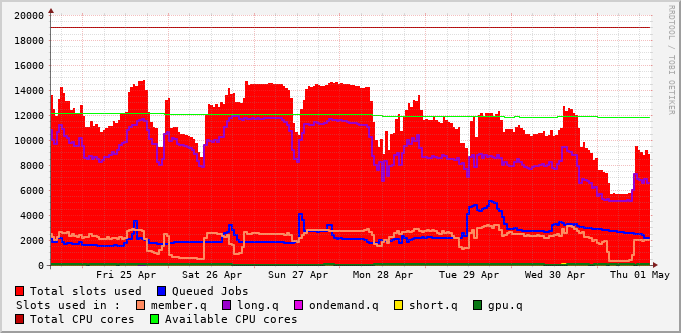 RRDTOOL / TOBI OETIKER
20000
18000
16000
14000
12000
10000
8000
6000
4000
2000
0
Fri 25 Apr Sat 26 Apr Sun 27 Apr Mon 28 Apr Tue 29 Apr Wed 30 Apr Thu 01 May
Total slots used Queued Jobs
Slots used in : member.q long.q ondemand.q short.q gpu.q
Total CPU cores Available CPU cores